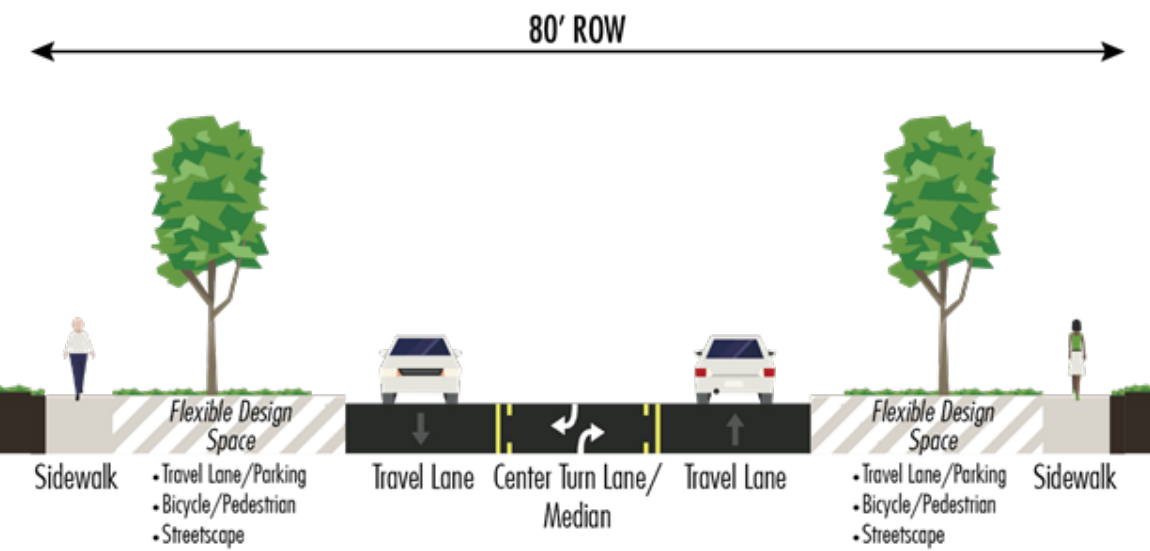 80' ROW
Flexible Design
Space
Flexible Design
Space
Sidewalk
• Travel Lane/Parking
• Bicycle/Pedestrian
• Streetscape
Travel Lane
Center Turn Lane/
Median
Travel Lane
• Travel Lane/Parking
• Bicycle/Pedestrian
• Streetscape
Sidewalk